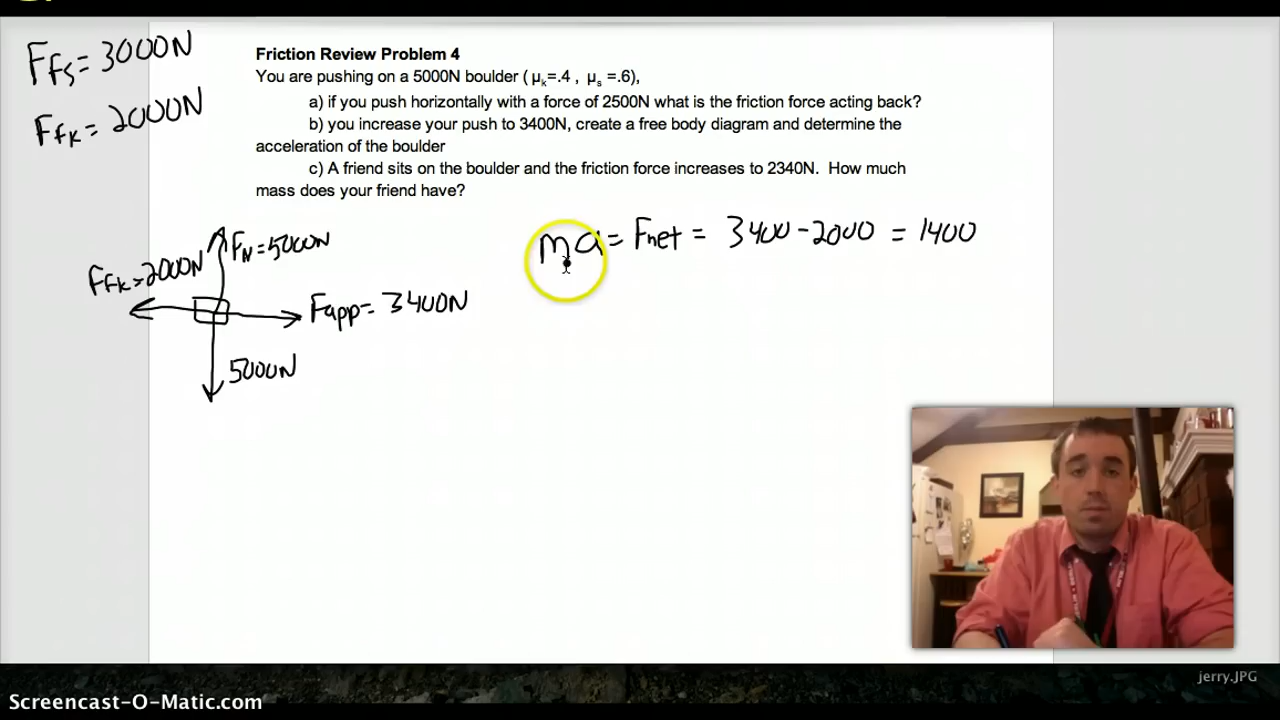 F_fs = 3000N
F_fk = 2000N
Friction Review Problem 4
You are pushing on a 5000N boulder ( μk=.4 , μs =.6),
a) if you push horizontally with a force of 2500N what is the friction force acting back?
b) you increase your push to 3400N, create a free body diagram and determine the
acceleration of the boulder
c) A friend sits on the boulder and the friction force increases to 2340N. How much
mass does your friend have?
ma = Fnet = 3400 - 2000 = 1400
F_N = 5000N
F_fk = 2000N
Fapp = 3400N
5000N
jerry.JPG
Screencast-O-Matic.com